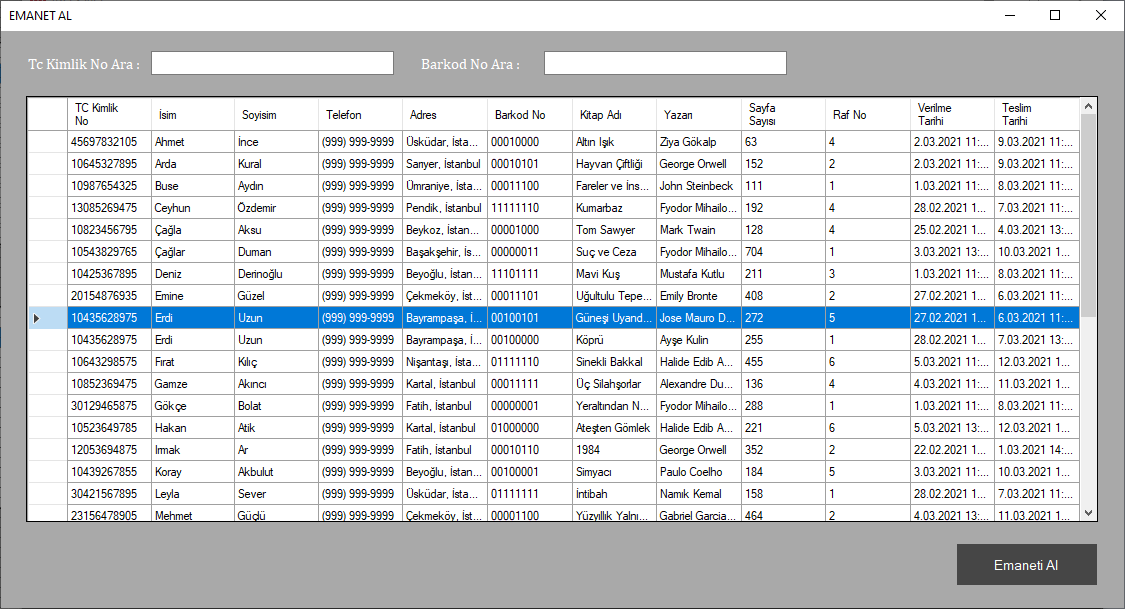 EMANET AL
Tc Kimlik No Ara : Barkod No Ara :
TC Kimlik No İsim Soyisim Telefon Adres Barkod No Kitap Adı Yazarı Sayfa Sayısı Raf No Verilme Tarihi Teslim Tarihi
45697832105 Ahmet İnce (999) 999-9999 Üsküdar, İsta... 00010000 Altın Işık Ziya Gökalp 63 4 2.03.2021 11:... 9.03.2021 11:...
10645327895 Arda Kural (999) 999-9999 Sarıyer, İstanbul 00010101 Hayvan Çiftliği George Orwell 152 2 2.03.2021 11:... 9.03.2021 11:...
10987654325 Buse Aydın (999) 999-9999 Ümraniye, İsta... 00011100 Fareler ve İns... John Steinbeck 111 1 1.03.2021 11:... 8.03.2021 11:...
13085269475 Ceyhun Özdemir (999) 999-9999 Pendik, İstanbul 11111110 Kumarbaz Fyodor Mihailo... 192 4 28.02.2021 1... 7.03.2021 11:...
10823456795 Çağla Aksu (999) 999-9999 Beykoz, İstan... 00001000 Tom Sawyer Mark Twain 128 4 25.02.2021 1... 4.03.2021 13:...
10543829765 Çağlar Duman (999) 999-9999 Başakşehir, İs... 00000011 Suç ve Ceza Fyodor Mihailo... 704 1 3.03.2021 13:... 10.03.2021 1...
10425367895 Deniz Derinoğlu (999) 999-9999 Beyoğlu, İstan... 11101111 Mavi Kuş Mustafa Kutlu 211 3 1.03.2021 11:... 8.03.2021 11:...
20154876935 Emine Güzel (999) 999-9999 Çekmeköy, İst... 00011101 Uğultulu Tepe... Emily Bronte 408 2 27.02.2021 1... 6.03.2021 11:...
10435628975 Erdi Uzun (999) 999-9999 Bayrampaşa, İ... 00100101 Güneşi Uyand... Jose Mauro D... 272 5 27.02.2021 1... 6.03.2021 11:...
10435628975 Erdi Uzun (999) 999-9999 Bayrampaşa, İ... 00100000 Köprü Ayşe Kulin 255 1 28.02.2021 1... 7.03.2021 13:...
10643298575 Fırat Kılıç (999) 999-9999 Nişantaşı, İsta... 01111110 Sinekli Bakkal Halide Edib A... 455 6 5.03.2021 11:... 12.03.2021 1...
10852369475 Gamze Akıncı (999) 999-9999 Kartal, İstanbul 00011111 Üç Silahşorlar Alexandre Du... 136 4 4.03.2021 11:... 11.03.2021 1...
30129465875 Gökçe Bolat (999) 999-9999 Fatih, İstanbul 00000001 Yeraltından N... Fyodor Mihailo... 288 1 1.03.2021 11:... 8.03.2021 11:...
10523649785 Hakan Atik (999) 999-9999 Kartal, İstanbul 01000000 Ateşten Gömlek Halide Edib A... 221 6 5.03.2021 13:... 12.03.2021 1...
12053694875 Irmak Ar (999) 999-9999 Fatih, İstanbul 00010110 1984 George Orwell 352 2 22.02.2021 1... 1.03.2021 14:...
10439267855 Koray Akbulut (999) 999-9999 Beyoğlu, İstan... 00100001 Simyacı Paulo Coelho 184 5 3.03.2021 11:... 10.03.2021 1...
30421567895 Leyla Sever (999) 999-9999 Üsküdar, İsta... 01111111 İntibah Namık Kemal 158 1 28.02.2021 1... 7.03.2021 11:...
23156478905 Mehmet Güçlü (999) 999-9999 Çekmeköy, İst... 00001100 Yüzyıllık Yalnı... Gabriel Garcia... 464 2 4.03.2021 13:... 11.03.2021 1...
Emaneti Al